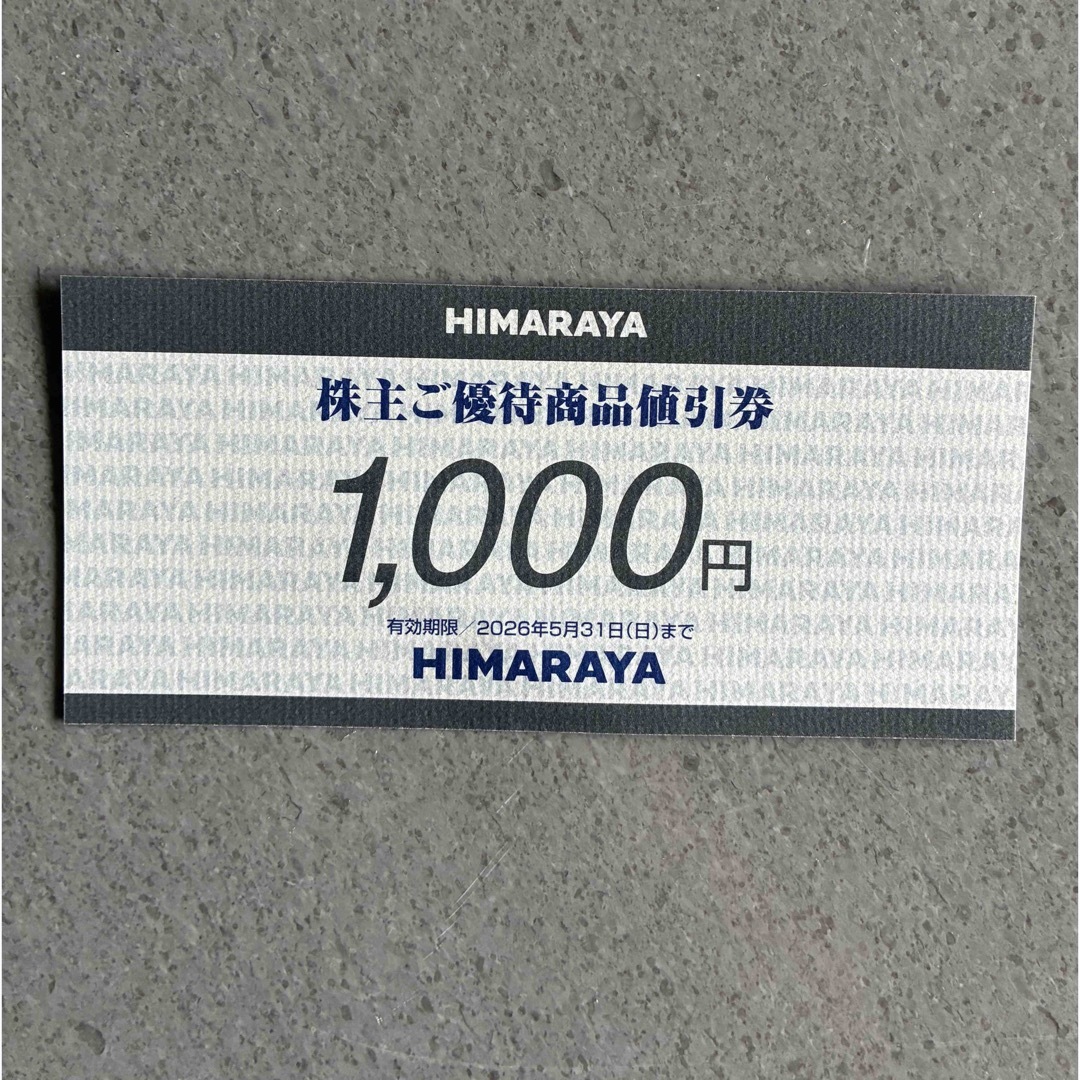 HIMARAYA
株主ご優待商品値引券
1,000円
有効期限／2026年5月31日(日)まで
HIMARAYA